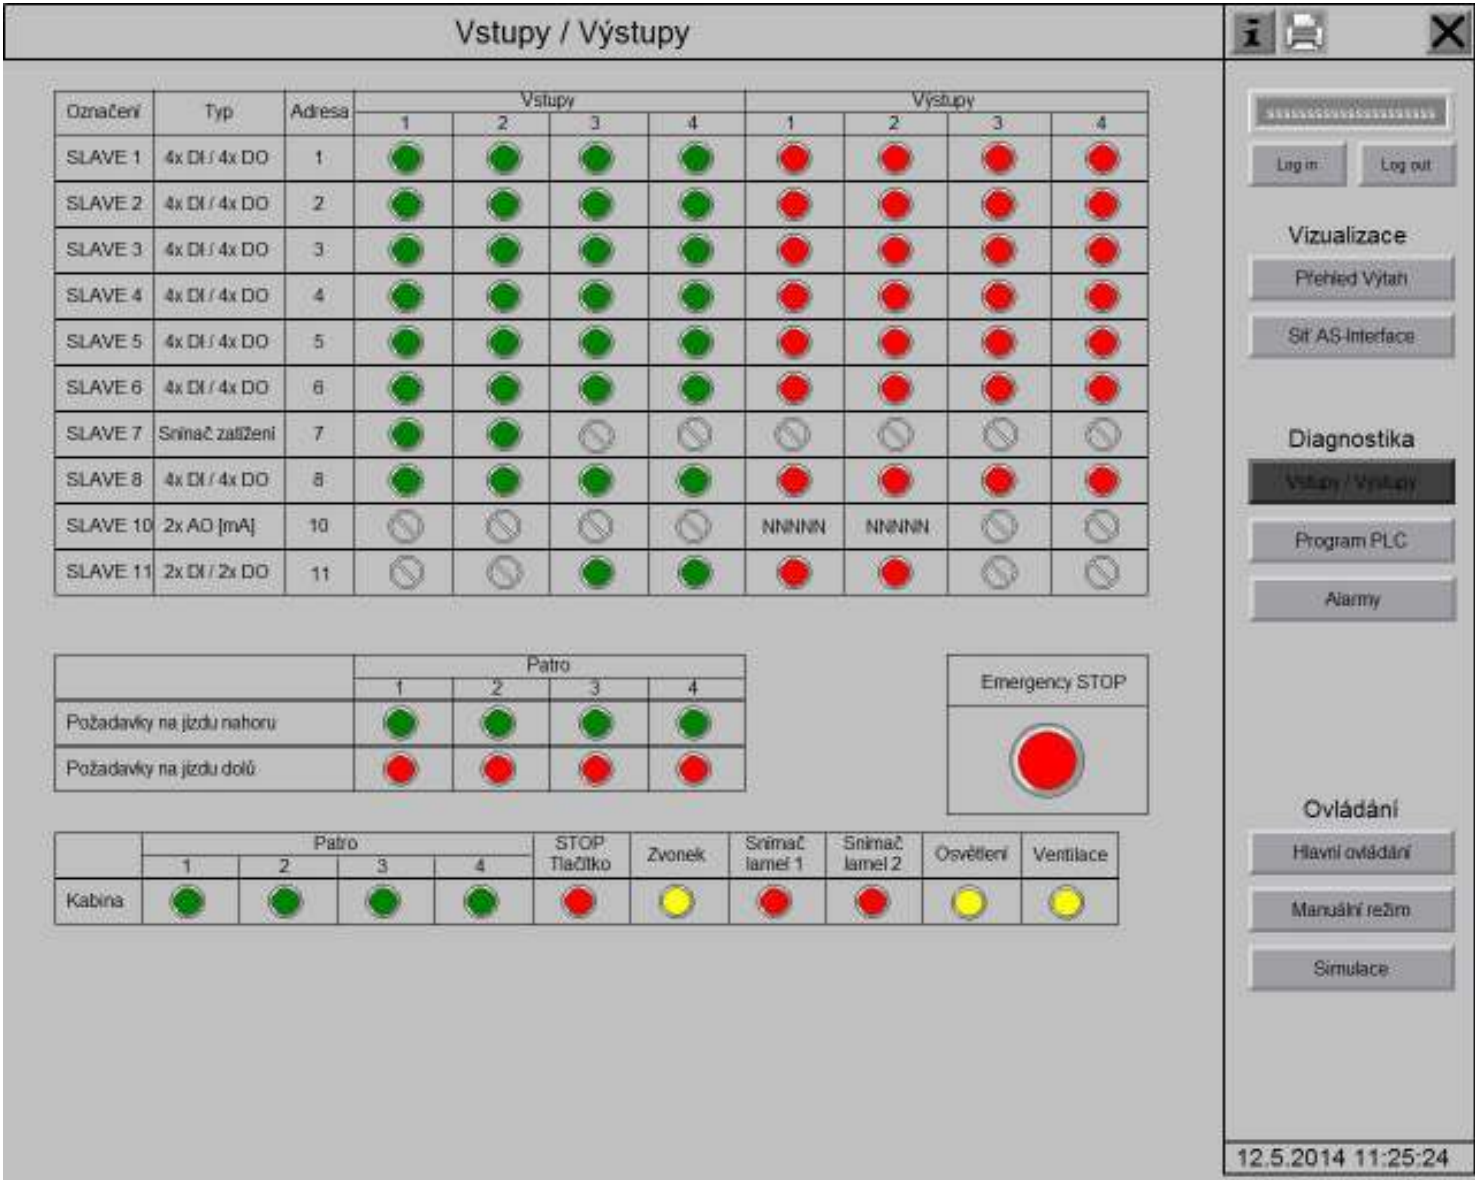 Vstupy / Výstupy
i
Označení Typ Adresa Vstupy Výstupy
1 2 3 4 1 2 3 4
SLAVE 1 4x DI / 4x DO 1
SLAVE 2 4x DI / 4x DO 2
SLAVE 3 4x DI / 4x DO 3
SLAVE 4 4x DI / 4x DO 4
SLAVE 5 4x DI / 4x DO 5
SLAVE 6 4x DI / 4x DO 6
SLAVE 7 Snímač zatížení 7
SLAVE 8 4x DI / 4x DO 8
SLAVE 10 2x AO [mA] 10 NNNNN NNNNN
SLAVE 11 2x DI / 2x DO 11
Patro
1 2 3 4
Požadavky na jízdu nahoru
Požadavky na jízdu dolů
Emergency STOP
Patro STOP Tlačítko Zvonek Snímač lamel 1 Snímač lamel 2 Osvětlení Ventilace
1 2 3 4
Kabina
Log in Log out
Vizualizace
Přehled Výtah
Síť AS-Interface
Diagnostika
Vstupy / Výstupy
Program PLC
Alarmy
Ovládání
Hlavní ovládání
Manuální režim
Simulace
12.5.2014 11:25:24